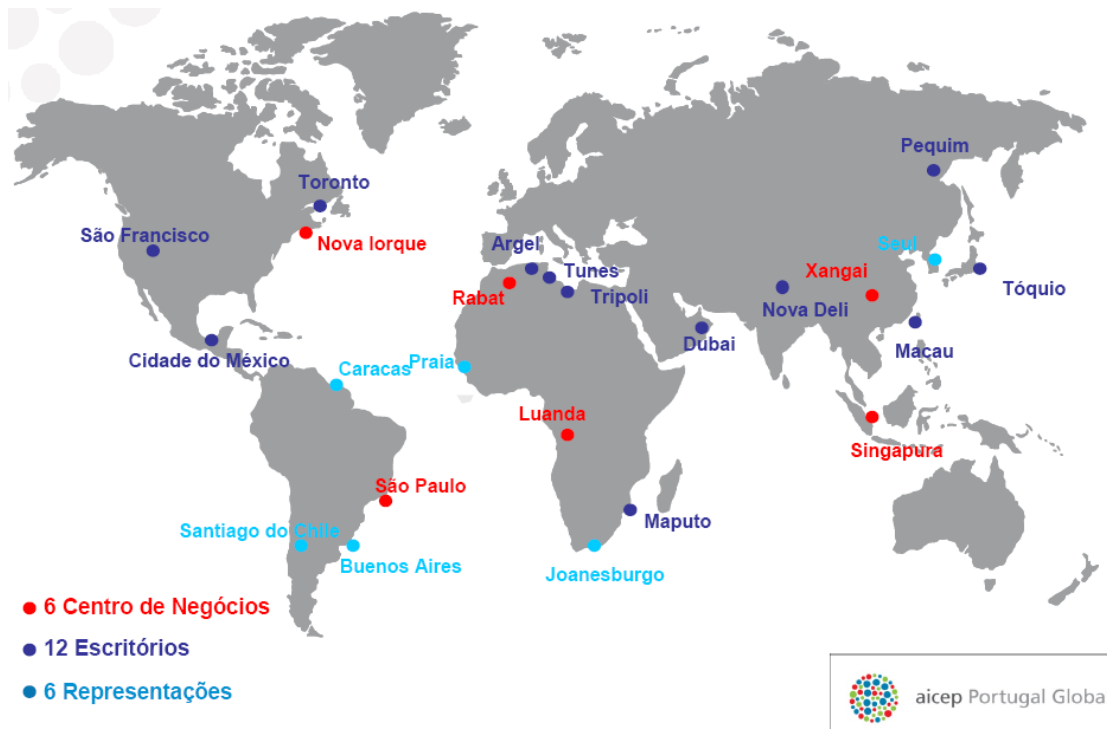 Pequim
Toronto
São Francisco
Nova Iorque
Argel
Seul
Tunes
Xangai
Rabat
Tripoli
Nova Deli
Tóquio
Dubai
Macau
Cidade do México
Caracas
Praia
Luanda
Singapura
São Paulo
Maputo
Santiago do Chile
Buenos Aires
Joanesburgo
6 Centro de Negócios
12 Escritórios
6 Representações
aicep Portugal Globa